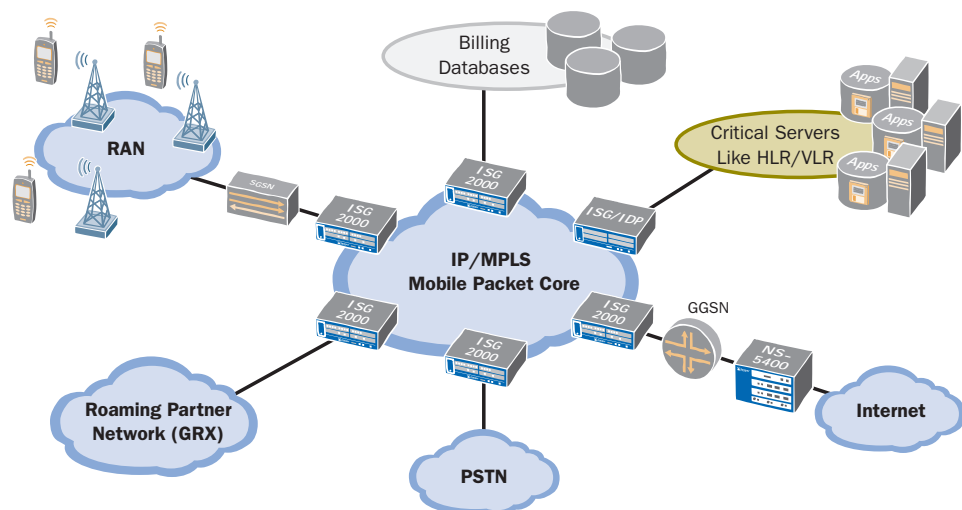 Billing
Databases
Apps
Apps
Apps
Critical Servers
Like HLR/VLR
RAN
SGSN
ISG
2000
ISG
2000
ISG/IDP
IP/MPLS
Mobile Packet Core
ISG
2000
ISG
2000
ISG
2000
GGSN
NS-
5400
Roaming Partner
Network (GRX)
Internet
PSTN